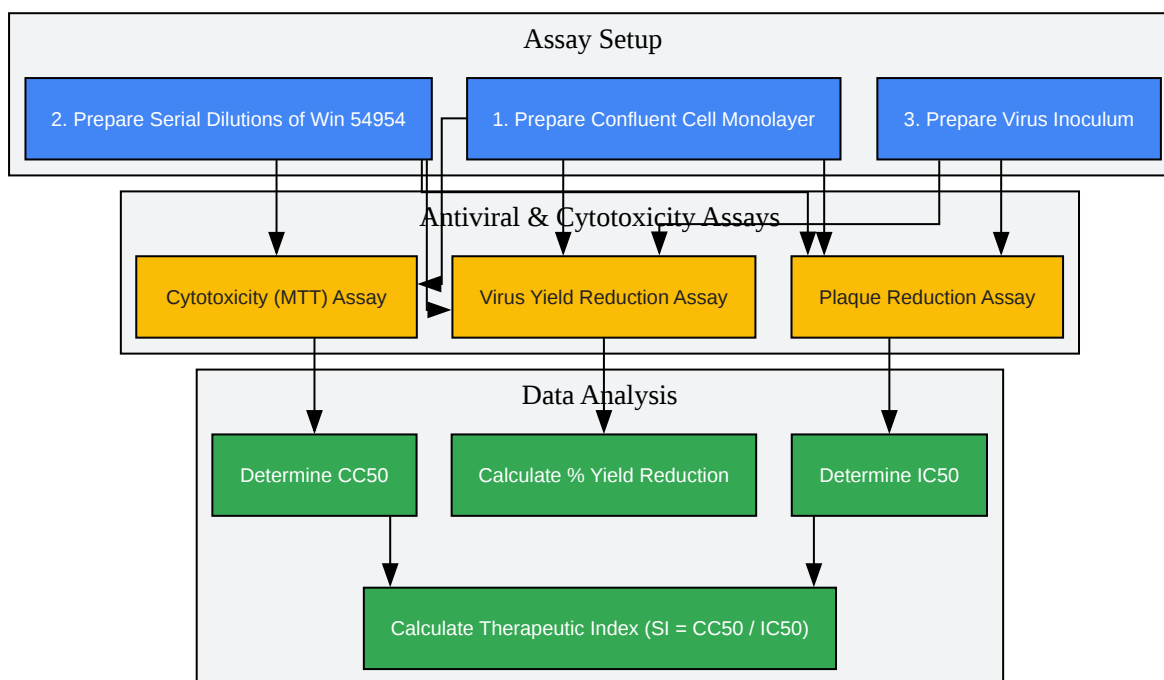 Assay Setup
2. Prepare Serial Dilutions of Win 54954
1. Prepare Confluent Cell Monolayer
3. Prepare Virus Inoculum
Antiviral & Cytotoxicity Assays
Cytotoxicity (MTT) Assay
Virus Yield Reduction Assay
Plaque Reduction Assay
Data Analysis
Determine CC50
Calculate % Yield Reduction
Determine IC50
Calculate Therapeutic Index (SI = CC50 / IC50)